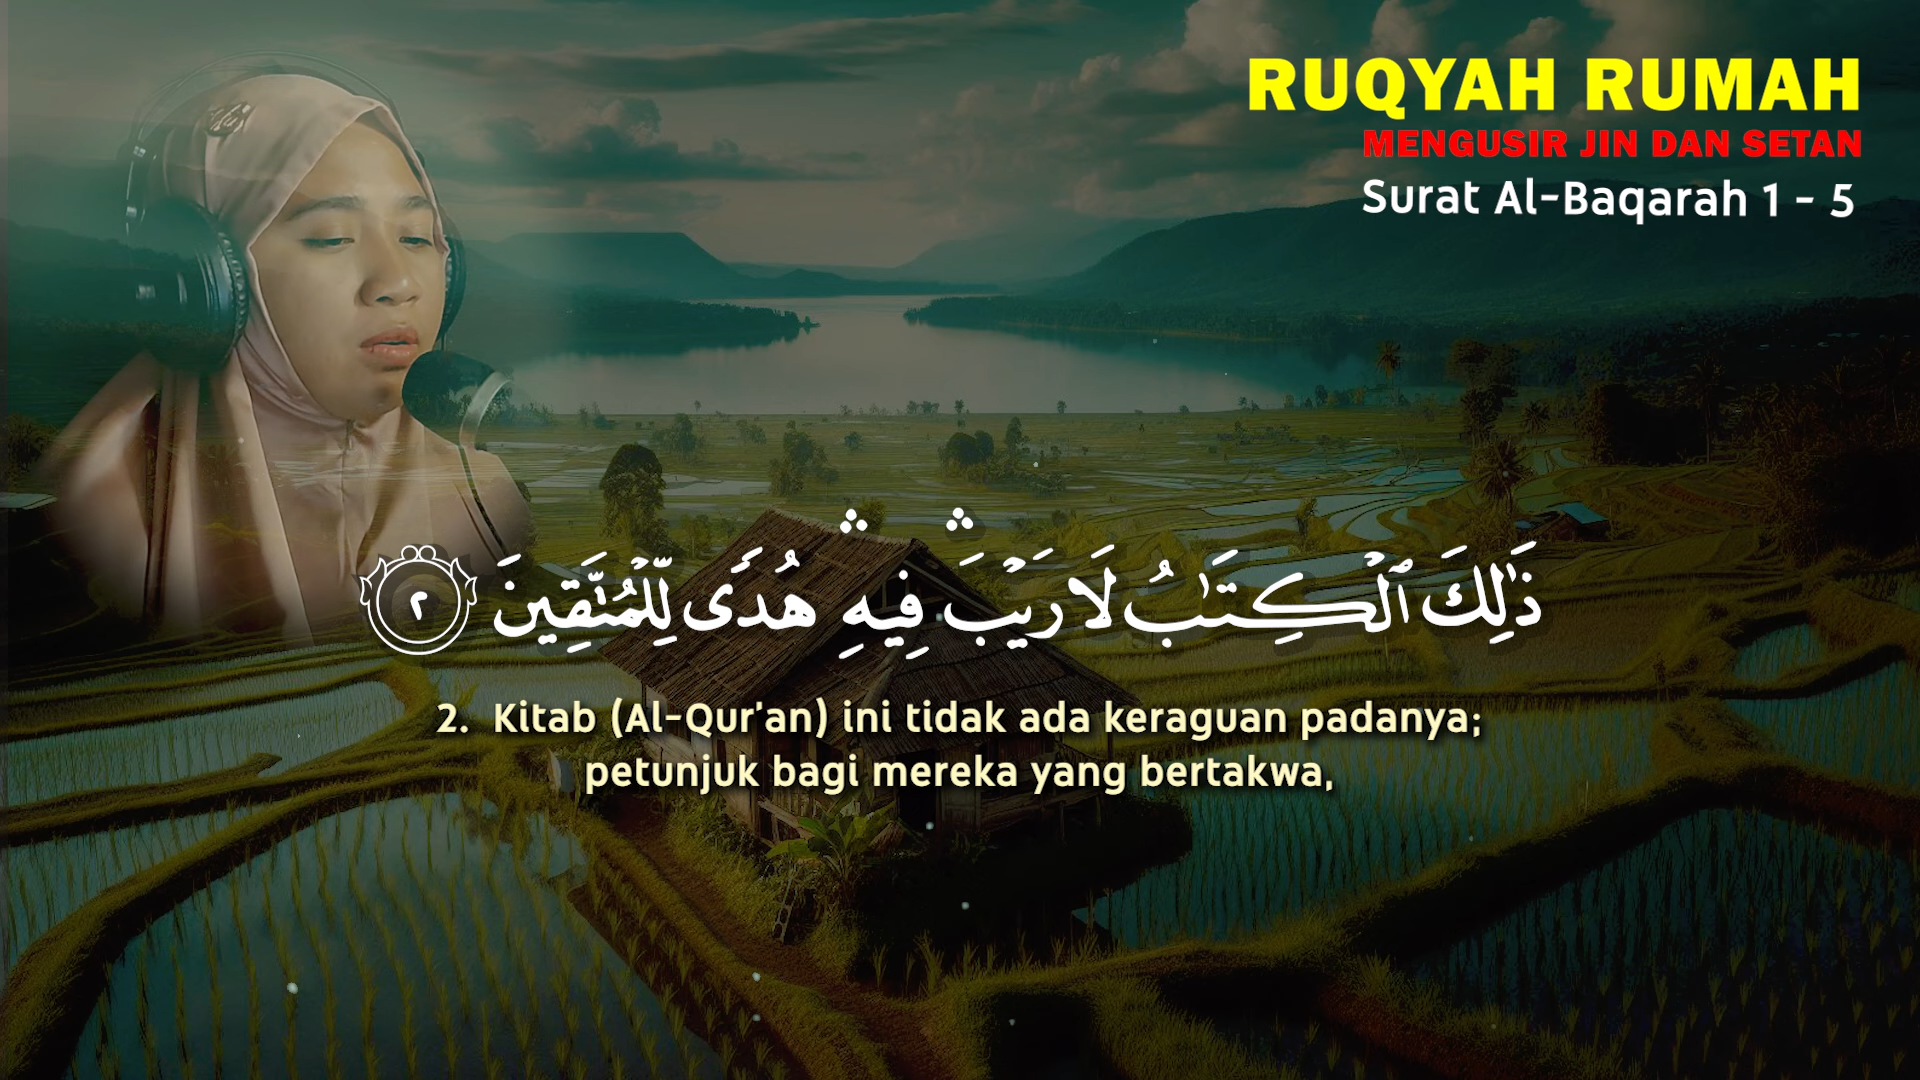 RUQYAH RUMAH
MENGUSIR JIN DAN SETAN
Surat Al-Baqarah 1 - 5
ذَٰلِكَ ٱلْكِتَـٰبُ لَا رَيْبَ ۛ فِيهِ ۛ هُدًى لِّلْمُتَّقِينَ ٢
2. Kitab (Al-Qur'an) ini tidak ada keraguan padanya;
petunjuk bagi mereka yang bertakwa,